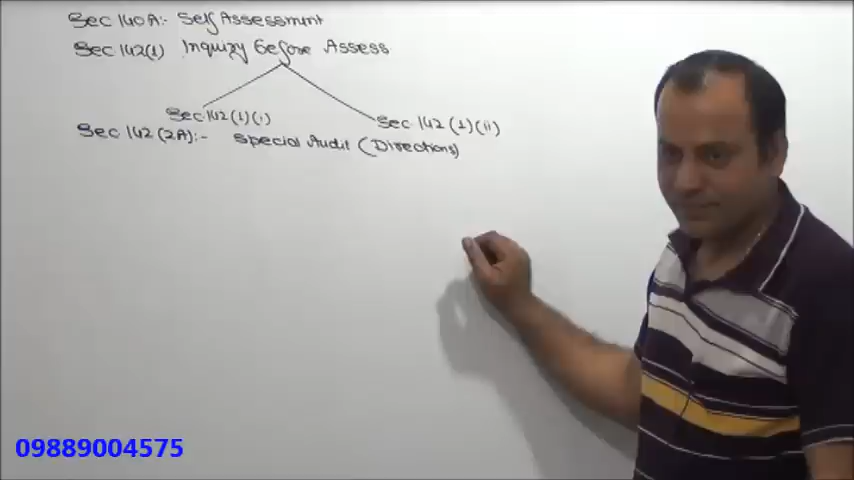 Sec 140A:- Self Assessment
Sec 142(1) Inquiry Before Assess
Sec 142(1)(i)
Sec 142(1)(ii)
Sec 142(2A):- Special Audit (Directions)
09889004575